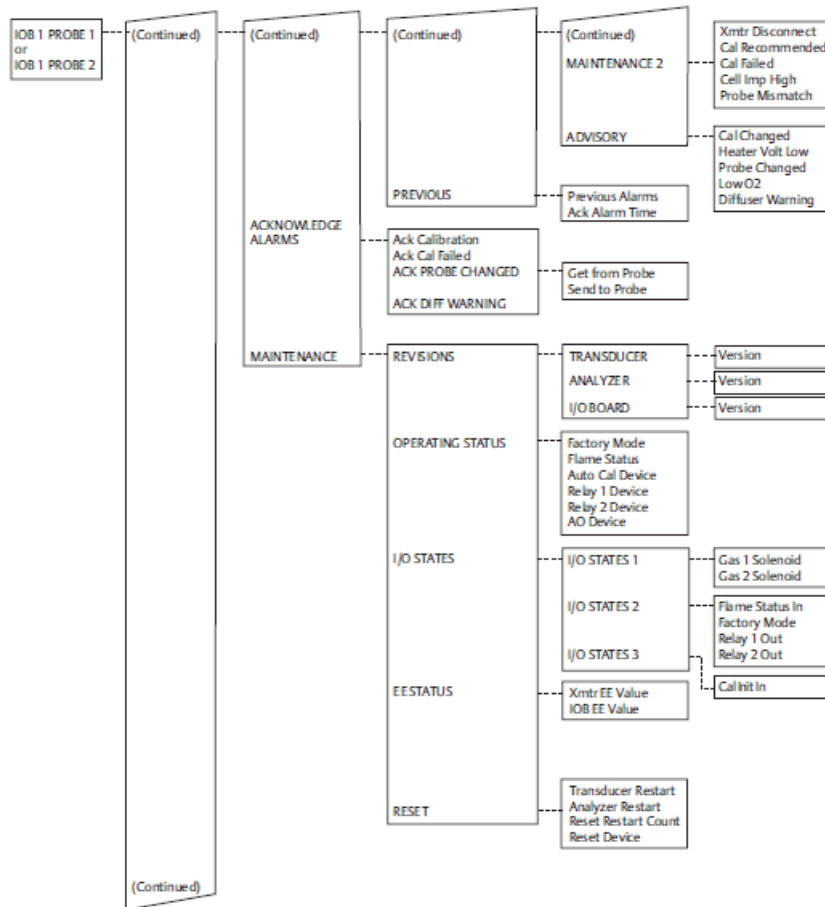 IOB 1 PROBE 1
or
IOB 1 PROBE 2
(Continued)
(Continued)
(Continued)
(Continued)
MAINTENANCE 2
Xmtr Disconnect
Cal Recommended
Cal Failed
Cell Imp High
Probe Mismatch
ADVISORY
Cal Changed
Heater Volt Low
Probe Changed
Low O2
Diffuser Warning
PREVIOUS
Previous Alarms
Ack Alarm Time
ACKNOWLEDGE
ALARMS
Ack Calibration
Ack Cal Failed
ACK PROBE CHANGED
ACK DIFF WARNING
Get from Probe
Send to Probe
MAINTENANCE
REVISIONS
TRANSDUCER
Version
ANALYZER
Version
I/O BOARD
Version
OPERATING STATUS
Factory Mode
Flame Status
Auto Cal Device
Relay 1 Device
Relay 2 Device
AO Device
I/O STATES
I/O STATES 1
Gas 1 Solenoid
Gas 2 Solenoid
I/O STATES 2
Flame Status In
Factory Mode
Relay 1 Out
Relay 2 Out
I/O STATES 3
Cal Init In
EE STATUS
Xmtr EE Value
IOB EE Value
RESET
Transducer Restart
Analyzer Restart
Reset Restart Count
Reset Device
(Continued)